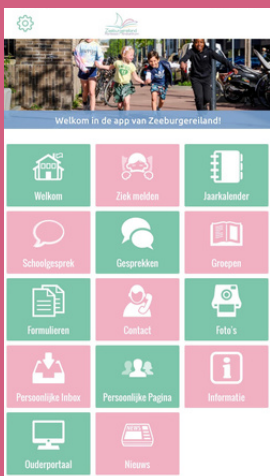 Zeeburgereiland
Welkom in de app van Zeeburgereiland!
Welkom
Ziek melden
Jaarkalender
Schoolgesprek
Gesprekken
Groepen
Formulieren
Contact
Foto's
Persoonlijke Inbox
Persoonlijke Pagina
Informatie
Ouderportaal
Nieuws